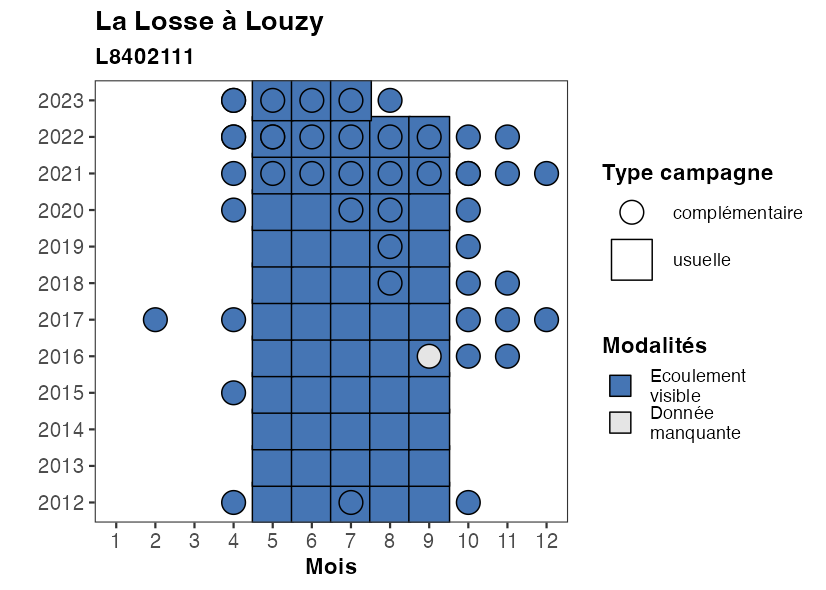 La Losse à Louzy
L8402111
2023
2022
2021
2020
2019
2018
2017
2016
2015
2014
2013
2012
1 2 3 4 5 6 7 8 9 10 11 12
Mois
Type campagne
complémentaire
usuelle
Modalités
Ecoulement
visible
Donnée
manquante